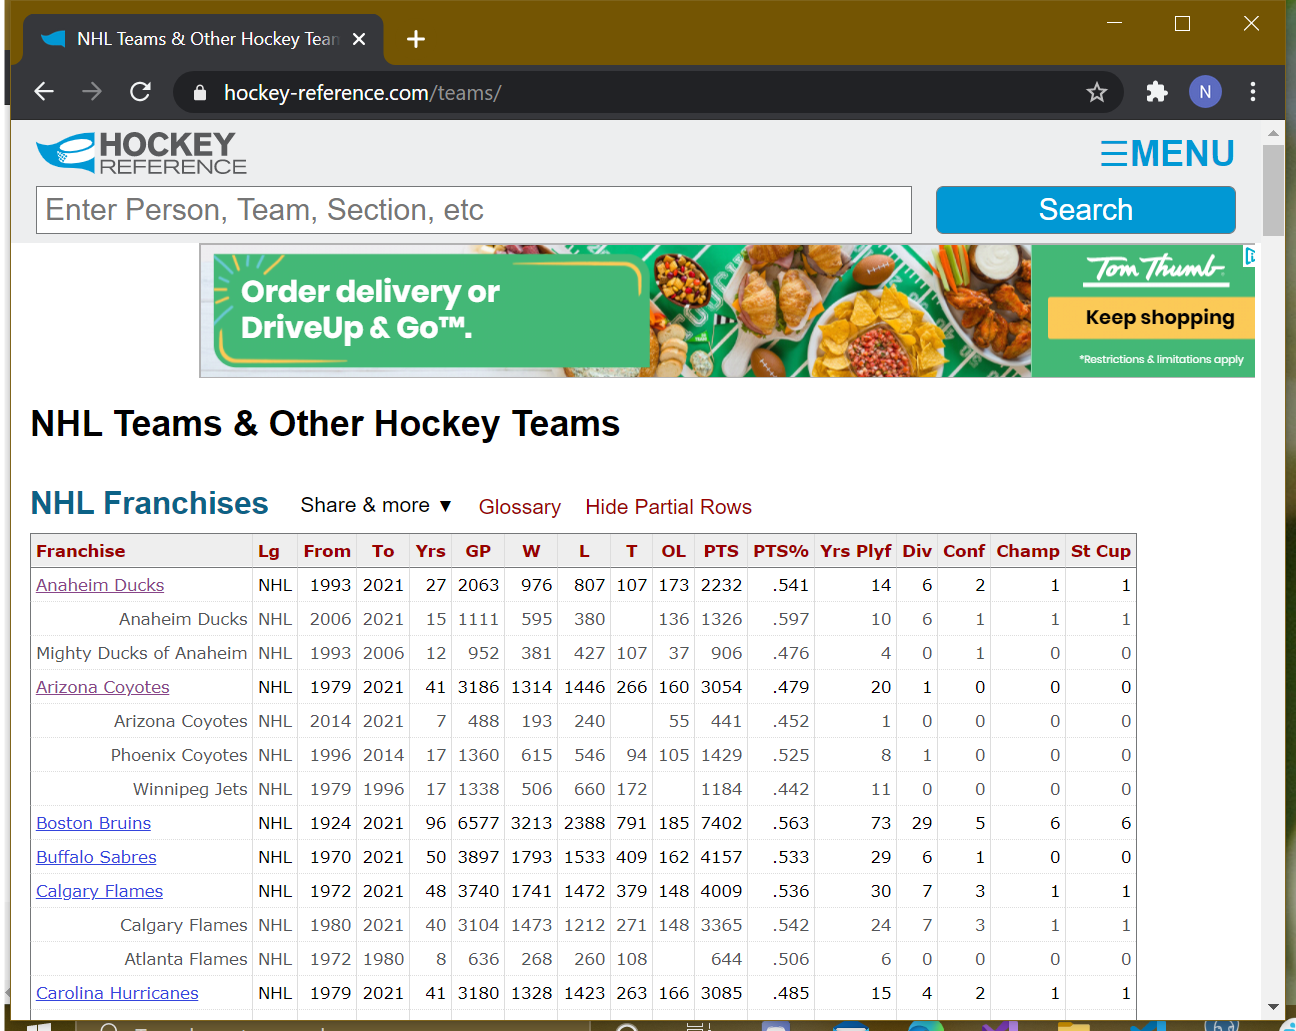 NHL Teams & Other Hockey Tear
hockey-reference.com/teams/
N
HOCKEY
REFERENCE
MENU
Enter Person, Team, Section, etc
Search
Order delivery or
DriveUp & Go™.
Tom Thumb
Keep shopping
*Restrictions & limitations apply
NHL Teams & Other Hockey Teams
NHL Franchises Share & more ▼ Glossary Hide Partial Rows
Franchise Lg From To Yrs GP W L T OL PTS PTS% Yrs Plyf Div Conf Champ St Cup
Anaheim Ducks NHL 1993 2021 27 2063 976 807 107 173 2232 .541 14 6 2 1 1
Anaheim Ducks NHL 2006 2021 15 1111 595 380 136 1326 .597 10 6 1 1 1
Mighty Ducks of Anaheim NHL 1993 2006 12 952 381 427 107 37 906 .476 4 0 1 0 0
Arizona Coyotes NHL 1979 2021 41 3186 1314 1446 266 160 3054 .479 20 1 0 0 0
Arizona Coyotes NHL 2014 2021 7 488 193 240 55 441 .452 1 0 0 0 0
Phoenix Coyotes NHL 1996 2014 17 1360 615 546 94 105 1429 .525 8 1 0 0 0
Winnipeg Jets NHL 1979 1996 17 1338 506 660 172 1184 .442 11 0 0 0 0
Boston Bruins NHL 1924 2021 96 6577 3213 2388 791 185 7402 .563 73 29 5 6 6
Buffalo Sabres NHL 1970 2021 50 3897 1793 1533 409 162 4157 .533 29 6 1 0 0
Calgary Flames NHL 1972 2021 48 3740 1741 1472 379 148 4009 .536 30 7 3 1 1
Calgary Flames NHL 1980 2021 40 3104 1473 1212 271 148 3365 .542 24 7 3 1 1
Atlanta Flames NHL 1972 1980 8 636 268 260 108 644 .506 6 0 0 0 0
Carolina Hurricanes NHL 1979 2021 41 3180 1328 1423 263 166 3085 .485 15 4 2 1 1